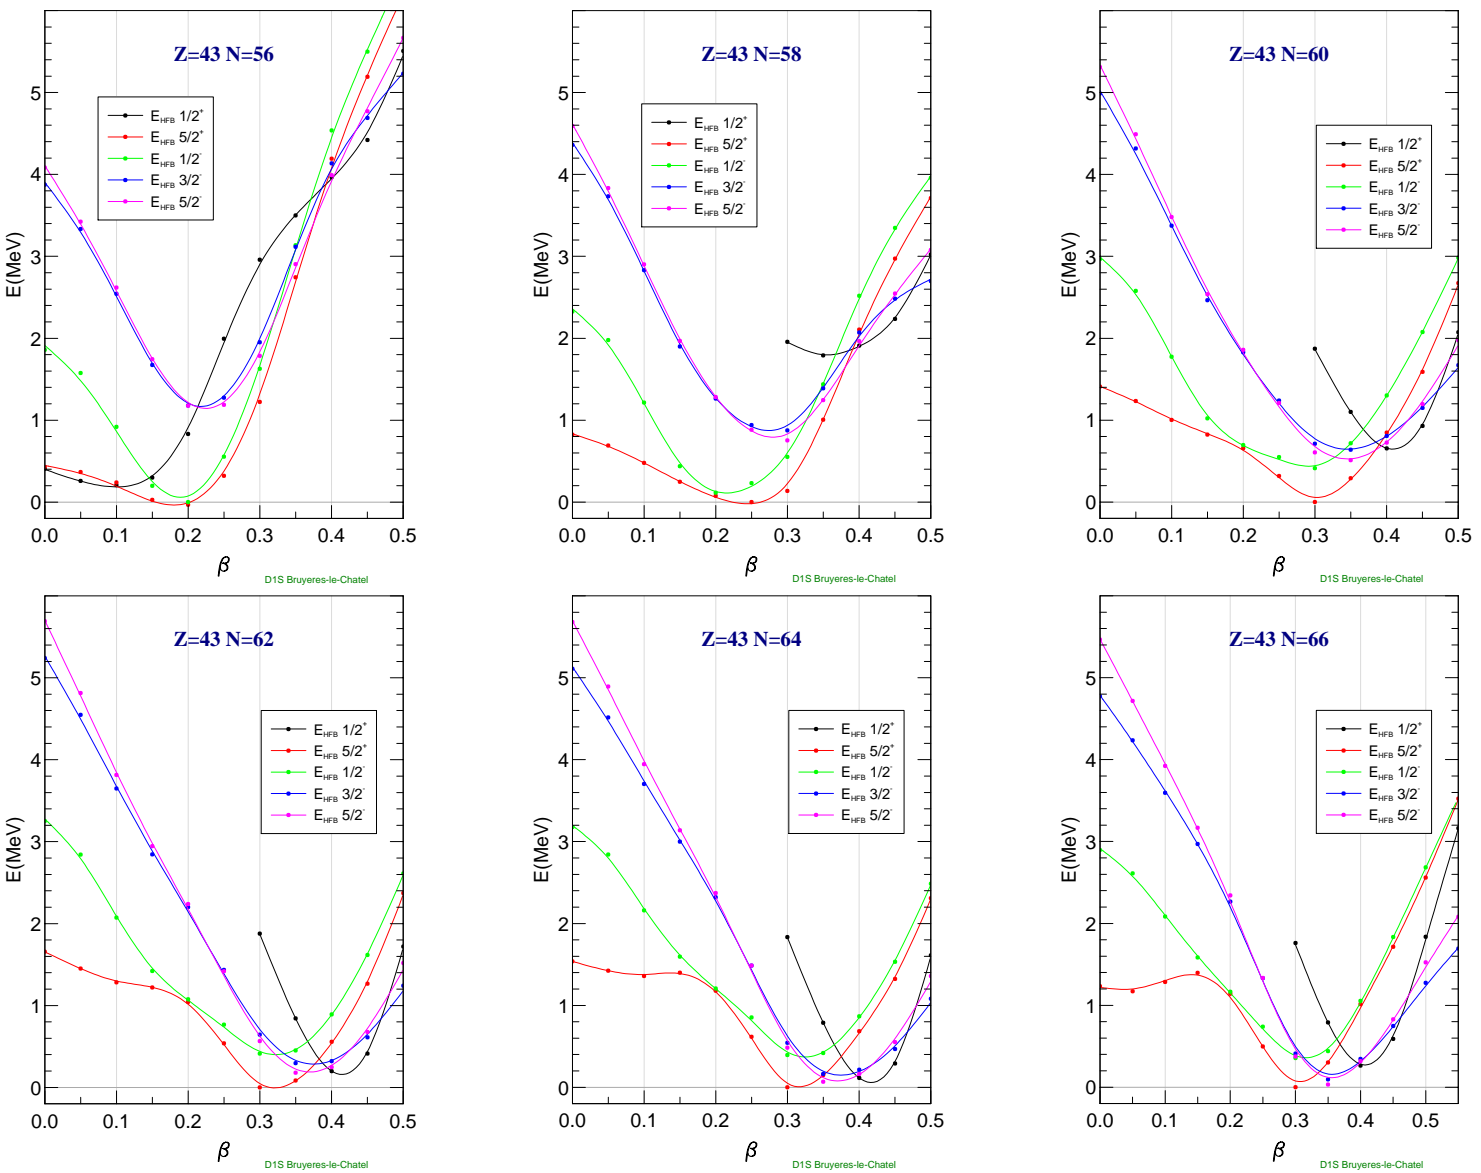 Z=43 N=56
E_HFB 1/2+
E_HFB 5/2+
E_HFB 1/2-
E_HFB 3/2-
E_HFB 5/2-
E(MeV)
5
4
3
2
1
0
0.0 0.1 0.2 0.3 0.4 0.5
β
D1S Bruyeres-le-Chatel
Z=43 N=58
E_HFB 1/2+
E_HFB 5/2+
E_HFB 1/2-
E_HFB 3/2-
E_HFB 5/2-
E(MeV)
5
4
3
2
1
0
0.0 0.1 0.2 0.3 0.4 0.5
β
D1S Bruyeres-le-Chatel
Z=43 N=60
E_HFB 1/2+
E_HFB 5/2+
E_HFB 1/2-
E_HFB 3/2-
E_HFB 5/2-
E(MeV)
5
4
3
2
1
0
0.0 0.1 0.2 0.3 0.4 0.5
β
D1S Bruyeres-le-Chatel
Z=43 N=62
E_HFB 1/2+
E_HFB 5/2+
E_HFB 1/2-
E_HFB 3/2-
E_HFB 5/2-
E(MeV)
5
4
3
2
1
0
0.0 0.1 0.2 0.3 0.4 0.5
β
D1S Bruyeres-le-Chatel
Z=43 N=64
E_HFB 1/2+
E_HFB 5/2+
E_HFB 1/2-
E_HFB 3/2-
E_HFB 5/2-
E(MeV)
5
4
3
2
1
0
0.0 0.1 0.2 0.3 0.4 0.5
β
D1S Bruyeres-le-Chatel
Z=43 N=66
E_HFB 1/2+
E_HFB 5/2+
E_HFB 1/2-
E_HFB 3/2-
E_HFB 5/2-
E(MeV)
5
4
3
2
1
0
0.0 0.1 0.2 0.3 0.4 0.5
β
D1S Bruyeres-le-Chatel